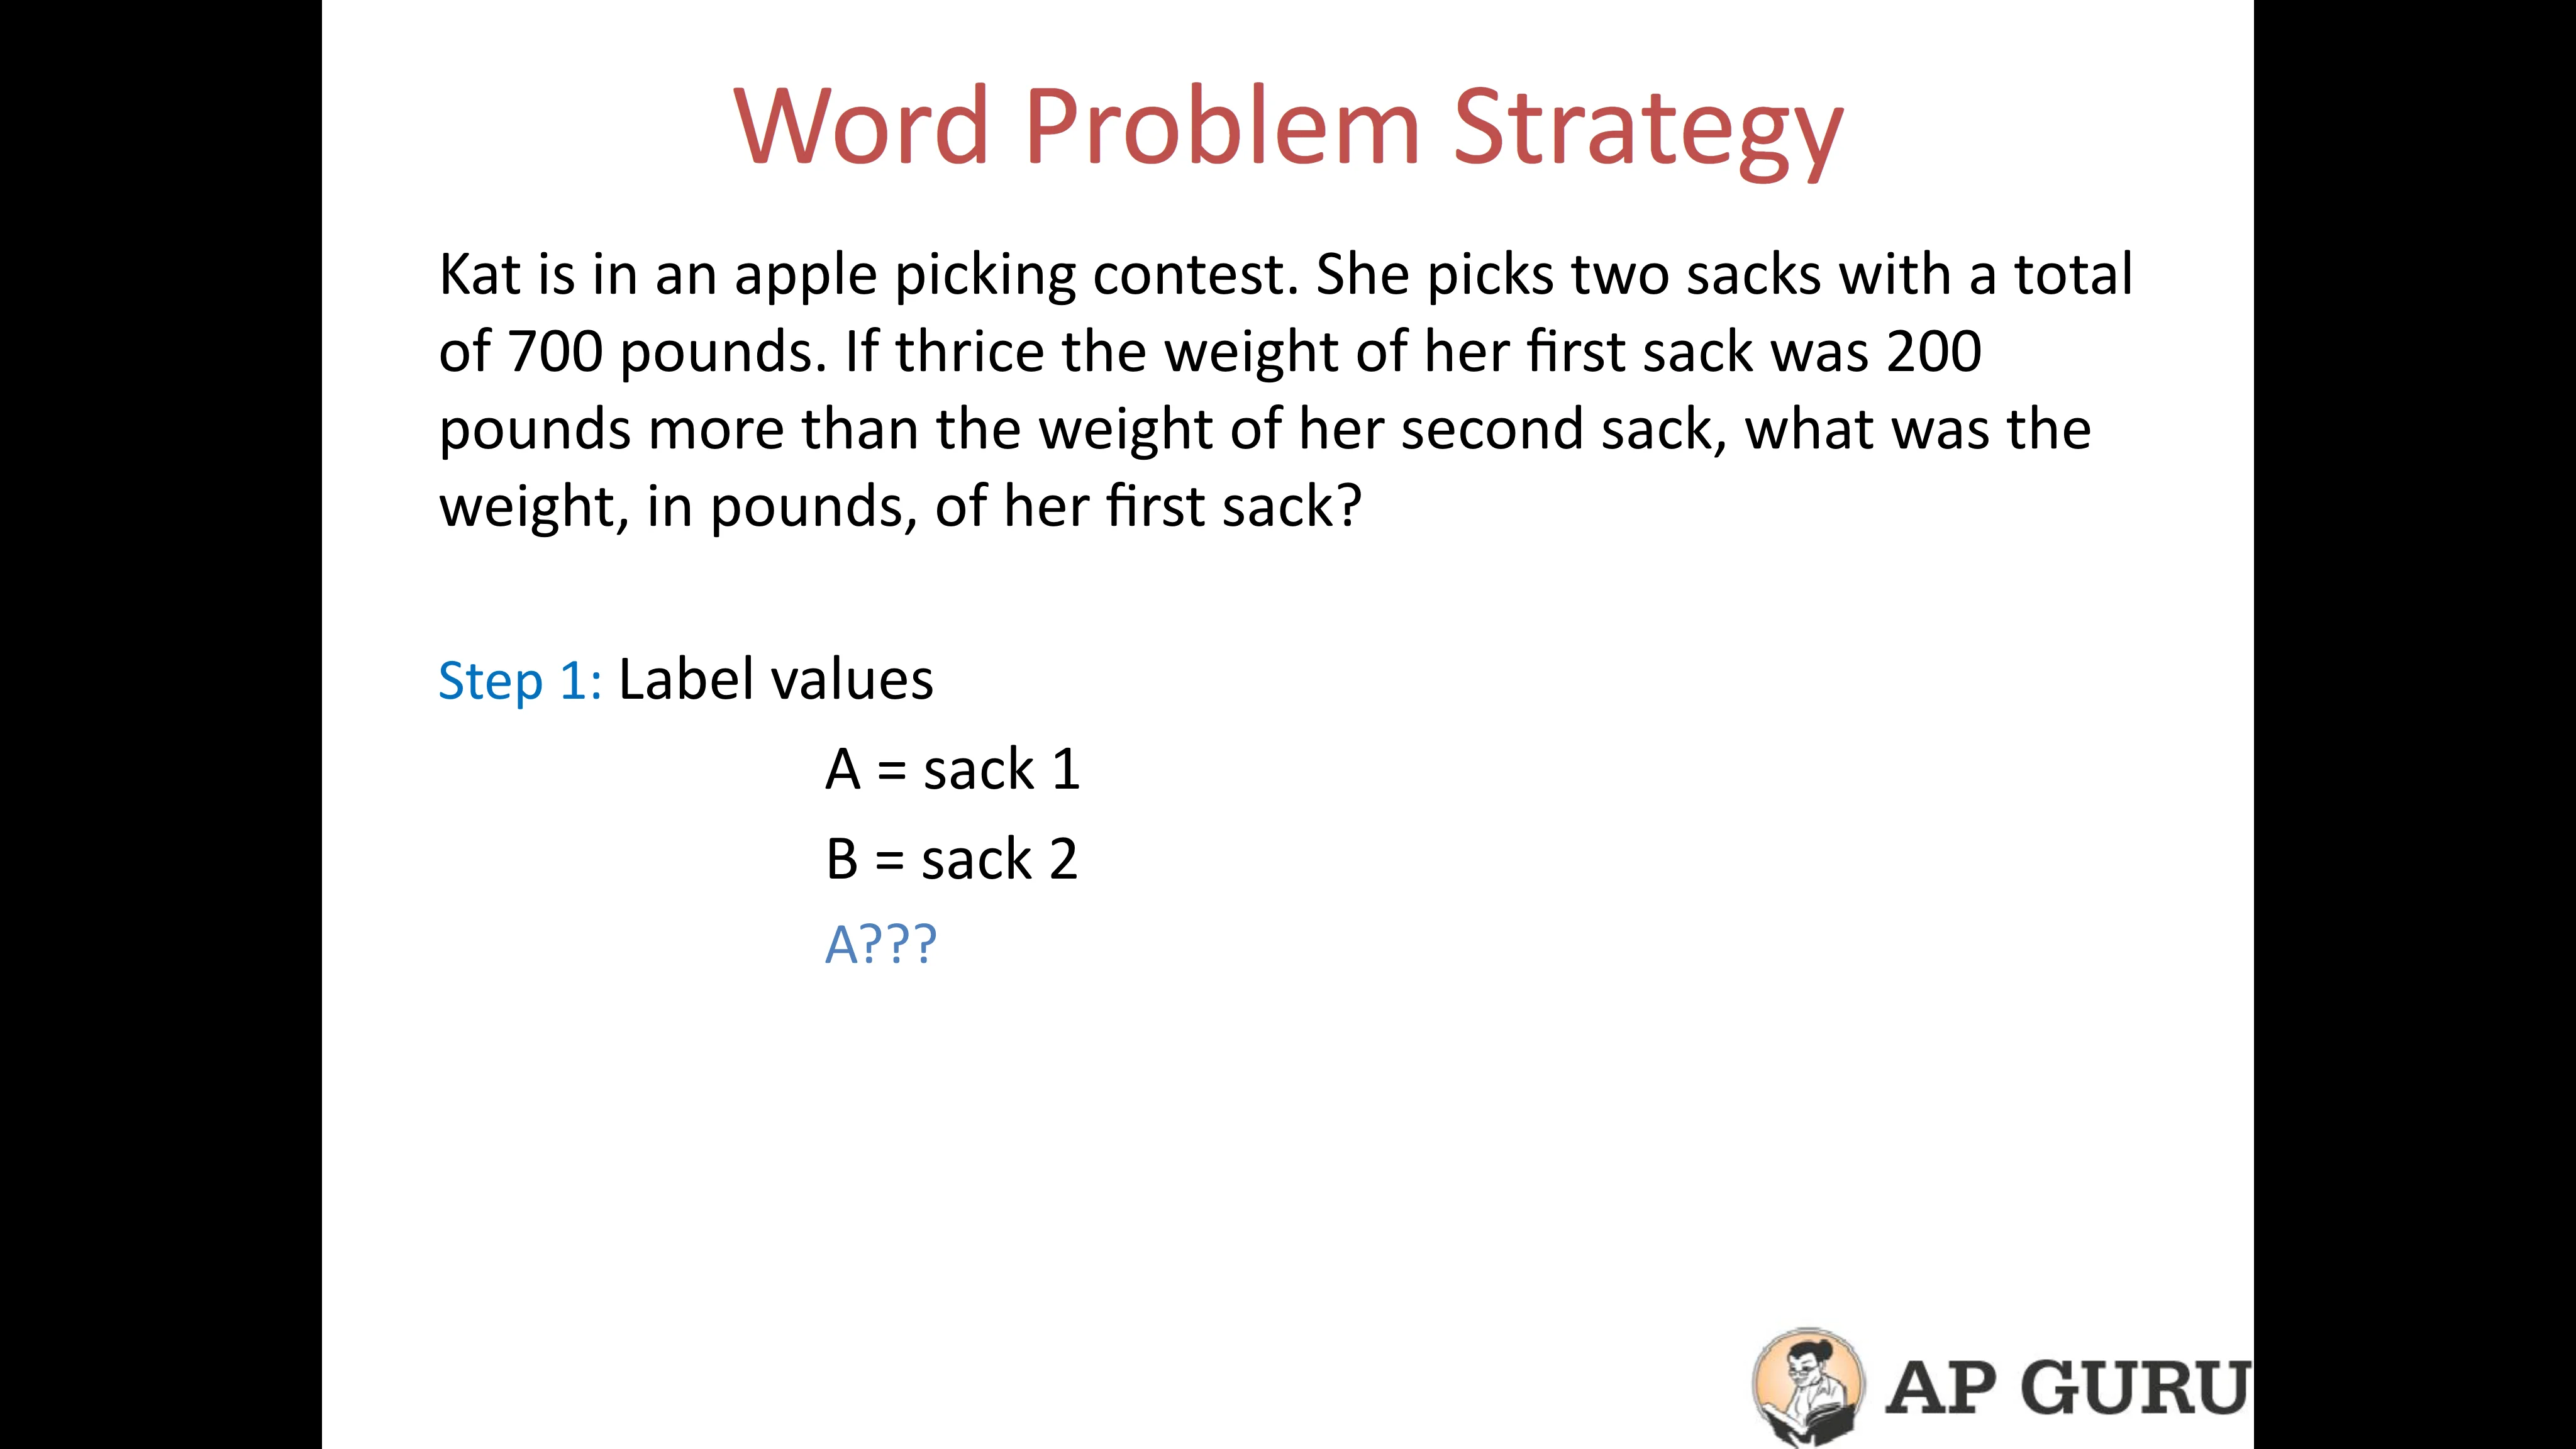 Word Problem Strategy
Kat is in an apple picking contest. She picks two sacks with a total
of 700 pounds. If thrice the weight of her first sack was 200
pounds more than the weight of her second sack, what was the
weight, in pounds, of her first sack?
Step 1: Label values
A = sack 1
B = sack 2
A???
AP GURU